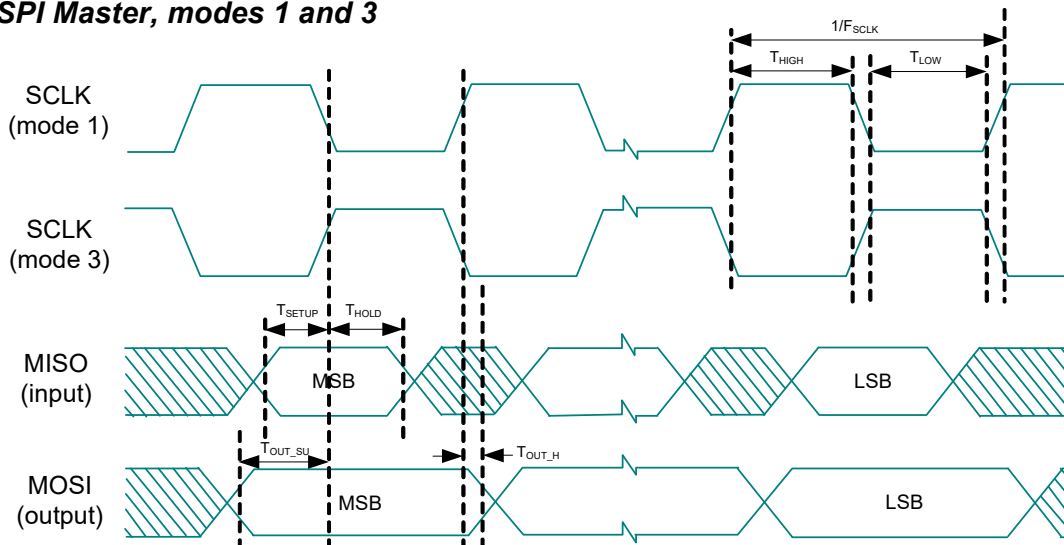 SPI Master, modes 1 and 3
1/FSCLK
THIGH
TLOW
SCLK
(mode 1)
SCLK
(mode 3)
TSETUP
THOLD
MISO
(input)
MSB
LSB
TOUT_SU
TOUT_H
MOSI
(output)
MSB
LSB